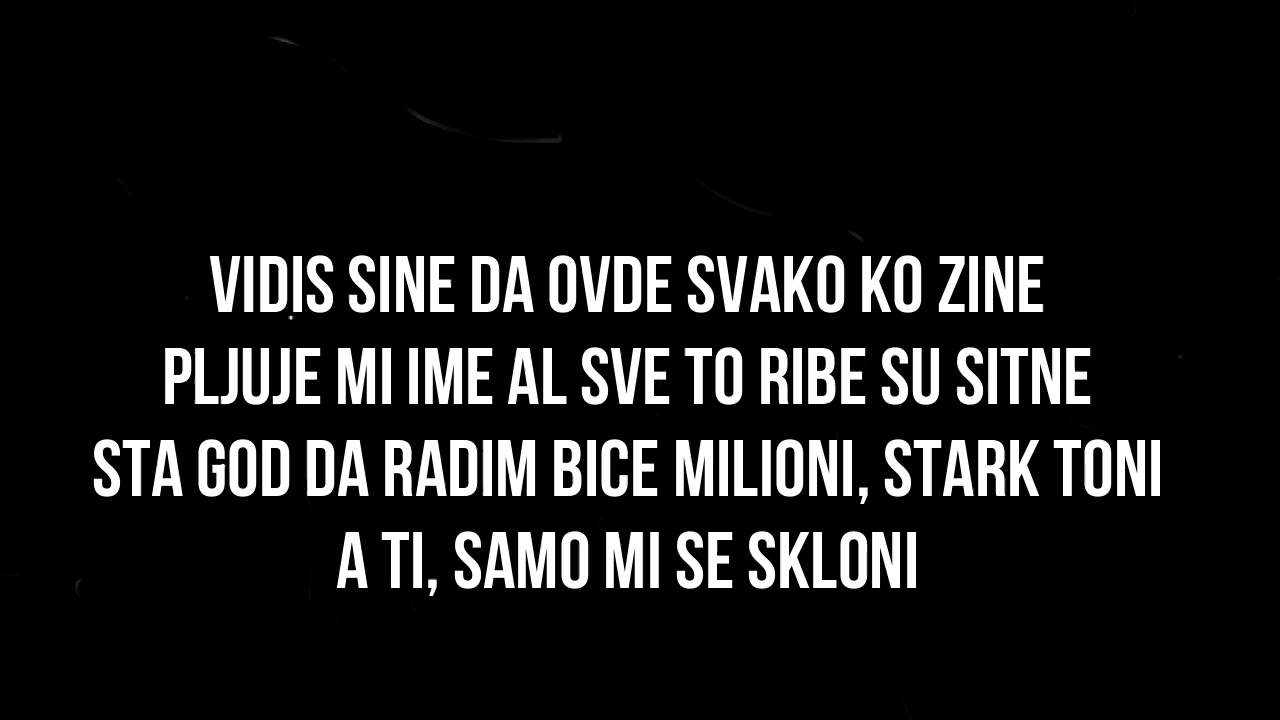 VIDIS SINE DA OVDE SVAKO KO ZINE
PLJUJE MI IME AL SVE TO RIBE SU SITNE
STA GOD DA RADIM BICE MILIONI, STARK TONI
A TI, SAMO MI SE SKLONI